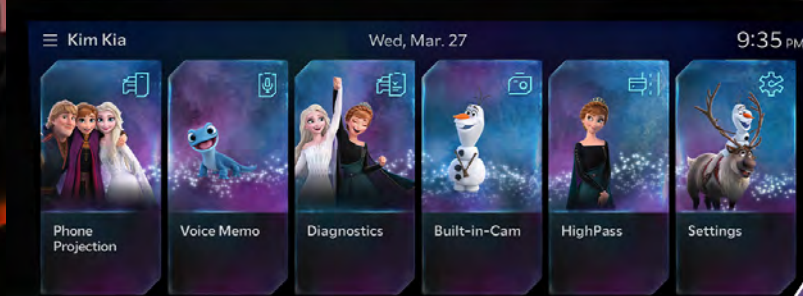 Kim Kia
Wed, Mar. 27
9:35 PM
Phone
Projection
Voice Memo
Diagnostics
Built-in-Cam
HighPass
Settings